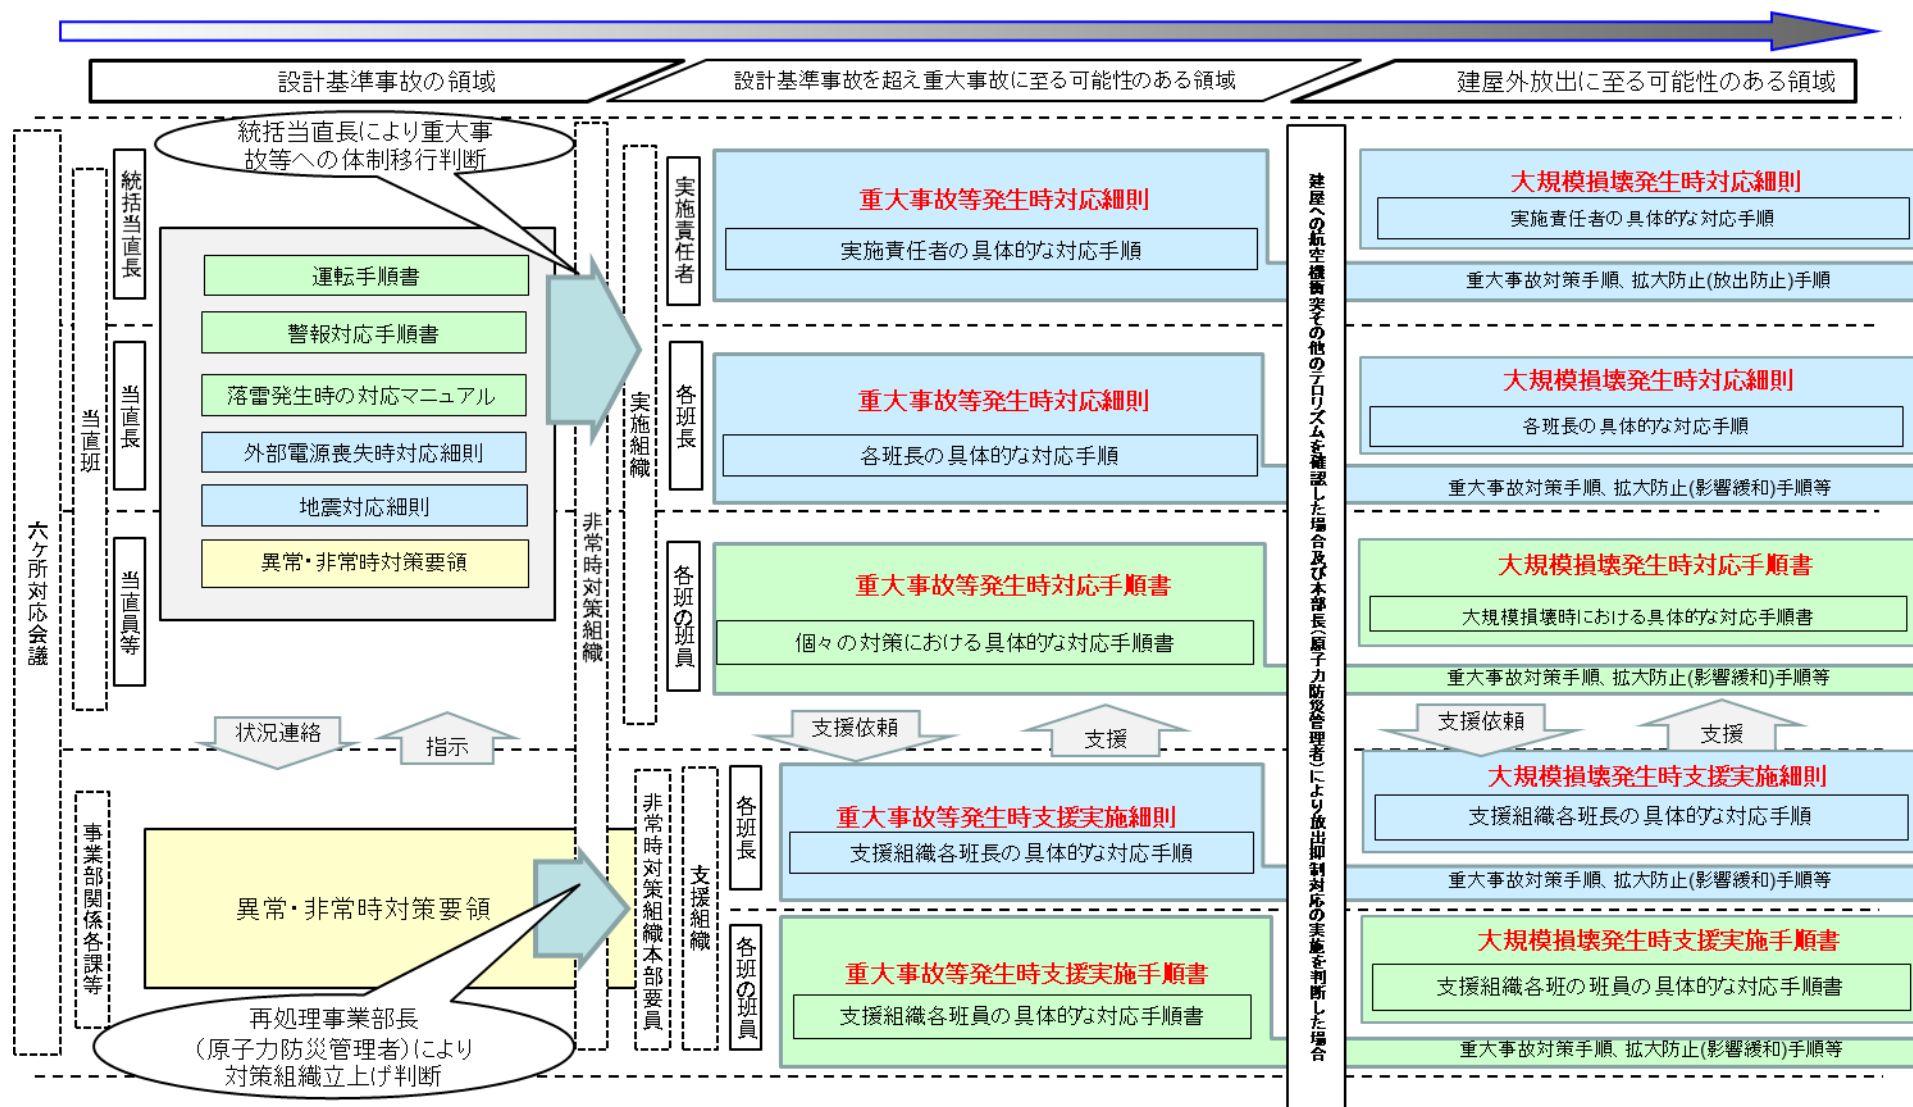 設計基準事故の領域
設計基準事故を超え重大事故に至る可能性のある領域
建屋外放出に至る可能性のある領域
統括当直長により重大事
故等への体制移行判断
六ケ所対応会議
当直班
統括当直長
当直長
当直員等
運転手順書
警報対応手順書
落雷発生時の対応マニュアル
外部電源喪失時対応細則
地震対応細則
異常・非常時対策要領
状況連絡
指示
事業部関係各課等
異常・非常時対策要領
再処理事業部長
(原子力防災管理者)により
対策組織立上げ判断
非常時対策組織
実施組織
実施責任者
各班長
各班の班員
重大事故等発生時対応細則
実施責任者の具体的な対応手順
重大事故等発生時対応細則
各班長の具体的な対応手順
重大事故等発生時対応手順書
個々の対策における具体的な対応手順書
支援依頼
支援
非常時対策組織本部要員
支援組織
各班長
各班の班員
重大事故等発生時支援実施細則
支援組織各班長の具体的な対応手順
重大事故等発生時支援実施手順書
支援組織各班員の具体的な対応手順書
建屋への航空機衝突その他のテロリズムを確認した場合及び本部長(原子力防災管理者)により放出抑制対応の実施を判断した場合
大規模損壊発生時対応細則
実施責任者の具体的な対応手順
重大事故対策手順、拡大防止(放出防止)手順
大規模損壊発生時対応細則
各班長の具体的な対応手順
重大事故対策手順、拡大防止(影響緩和)手順等
大規模損壊発生時対応手順書
大規模損壊時における具体的な対応手順書
重大事故対策手順、拡大防止(影響緩和)手順等
支援依頼
支援
大規模損壊発生時支援実施細則
支援組織各班長の具体的な対応手順
重大事故対策手順、拡大防止(影響緩和)手順等
大規模損壊発生時支援実施手順書
支援組織各班の班員の具体的な対応手順書
重大事故対策手順、拡大防止(影響緩和)手順等